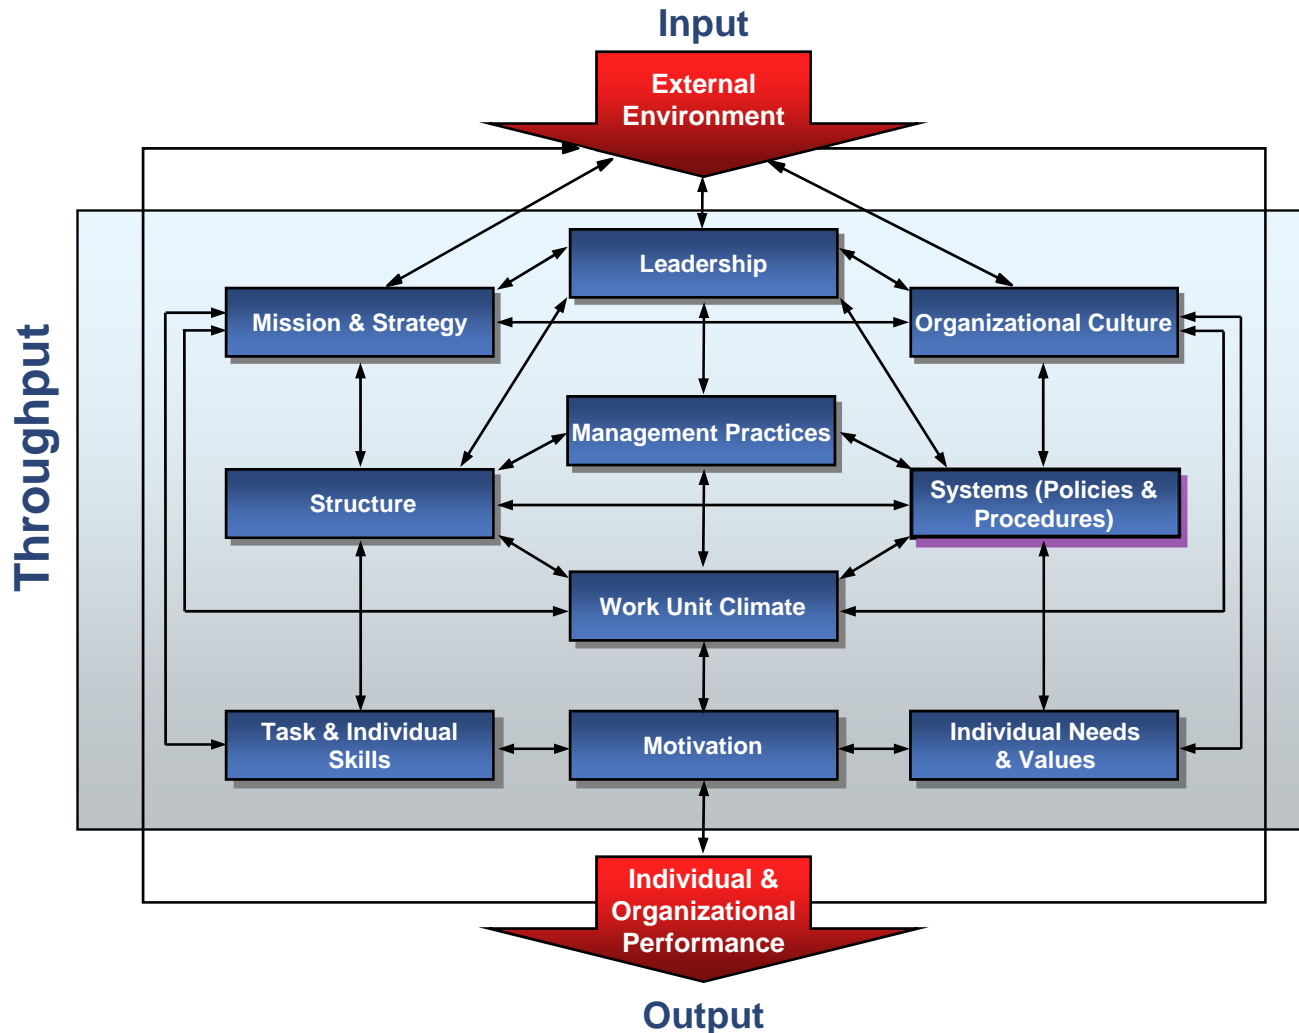 Input
External
Environment
Throughput
Leadership
Mission & Strategy
Organizational Culture
Management Practices
Structure
Systems (Policies &
Procedures)
Work Unit Climate
Task & Individual
Skills
Motivation
Individual Needs
& Values
Individual &
Organizational
Performance
Output